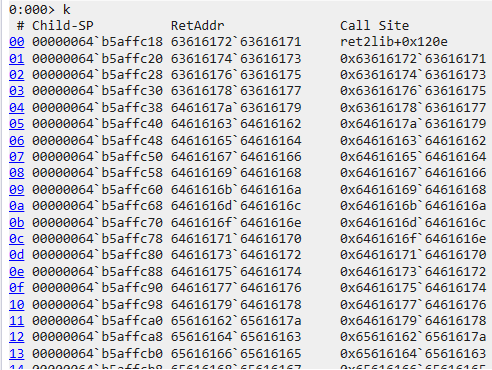 0:000> k
 # Child-SP          RetAddr           Call Site
00 00000064`b5affc18 63616172`63616171 ret2lib+0x120e
01 00000064`b5affc20 63616174`63616173 0x63616172`63616171
02 00000064`b5affc28 63616176`63616175 0x63616174`63616173
03 00000064`b5affc30 63616178`63616177 0x63616176`63616175
04 00000064`b5affc38 6461617a`63616179 0x63616178`63616177
05 00000064`b5affc40 64616163`64616162 0x6461617a`63616179
06 00000064`b5affc48 64616165`64616164 0x64616163`64616162
07 00000064`b5affc50 64616167`64616166 0x64616165`64616164
08 00000064`b5affc58 64616169`64616168 0x64616167`64616166
09 00000064`b5affc60 6461616b`6461616a 0x64616169`64616168
0a 00000064`b5affc68 6461616d`6461616c 0x6461616b`6461616a
0b 00000064`b5affc70 6461616f`6461616e 0x6461616d`6461616c
0c 00000064`b5affc78 64616171`64616170 0x6461616f`6461616e
0d 00000064`b5affc80 64616173`64616172 0x64616171`64616170
0e 00000064`b5affc88 64616175`64616174 0x64616173`64616172
0f 00000064`b5affc90 64616177`64616176 0x64616175`64616174
10 00000064`b5affc98 64616179`64616178 0x64616177`64616176
11 00000064`b5affca0 65616162`6561617a 0x64616179`64616178
12 00000064`b5affca8 65616164`65616163 0x65616162`6561617a
13 00000064`b5affcb0 65616166`65616165 0x65616164`65616163